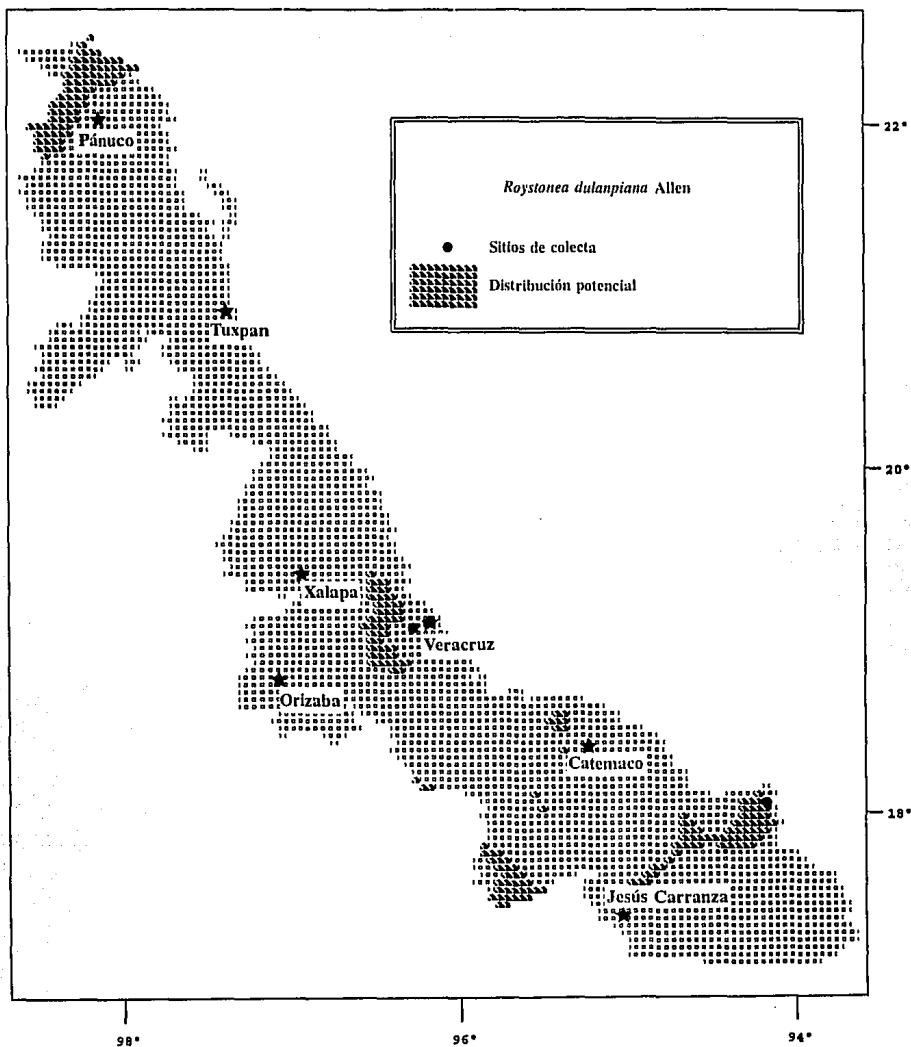 22°
Pánuco
Roystonea dulanpiana Allen
Sitios de colecta
Distribución potencial
Tuxpan
20°
Xalapa
Veracruz
Orizaba
Catemaco
18°
Jesús Carranza
98°
96°
94°